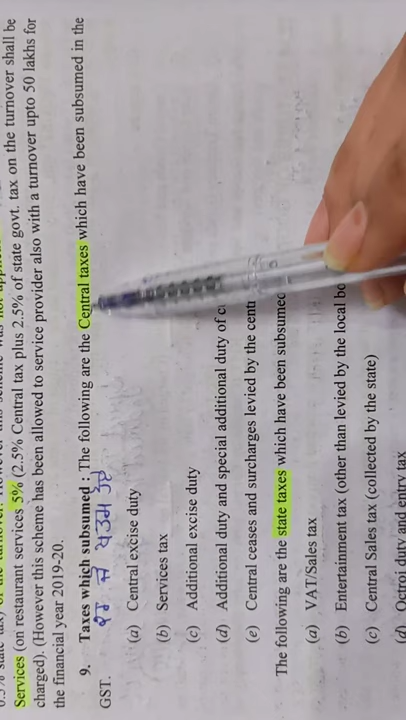 Services (on restaurant services 5% (2.5% Central tax plus 2.5% of state govt. tax on the turnover shall be
charged). (However this scheme has been allowed to service provider also with a turnover upto 50 lakhs for
the financial year 2019-20.
9. Taxes which subsumed : The following are the Central taxes which have been subsumed in the
GST.
ਕਰ ਜੋ ਖਤਮ ਹੋਏ
(a) Central excise duty
(b) Services tax
(c) Additional excise duty
(d) Additional duty and special additional duty of
(e) Central ceases and surcharges levied by the
The following are the state taxes which have been subsumed
(a) VAT/Sales tax
(b) Entertainment tax (other than levied by the local
(c) Central Sales tax (collected by the state)
(d) Octroi duty and entry tax